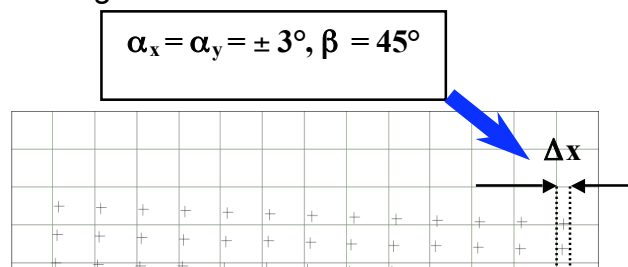 αx = αy = ± 3°, β = 45°
Δx